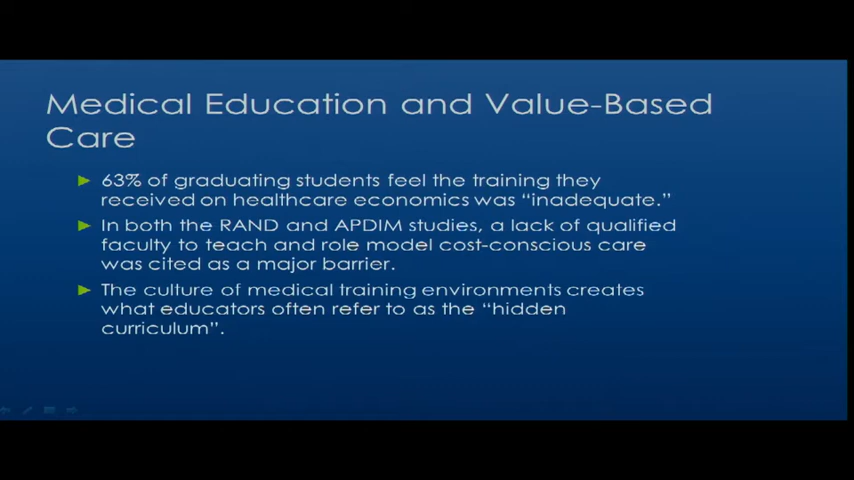 Medical Education and Value-Based
Care
63% of graduating students feel the training they
received on healthcare economics was “inadequate.”
In both the RAND and APDIM studies, a lack of qualified
faculty to teach and role model cost-conscious care
was cited as a major barrier.
The culture of medical training environments creates
what educators often refer to as the “hidden
curriculum”.